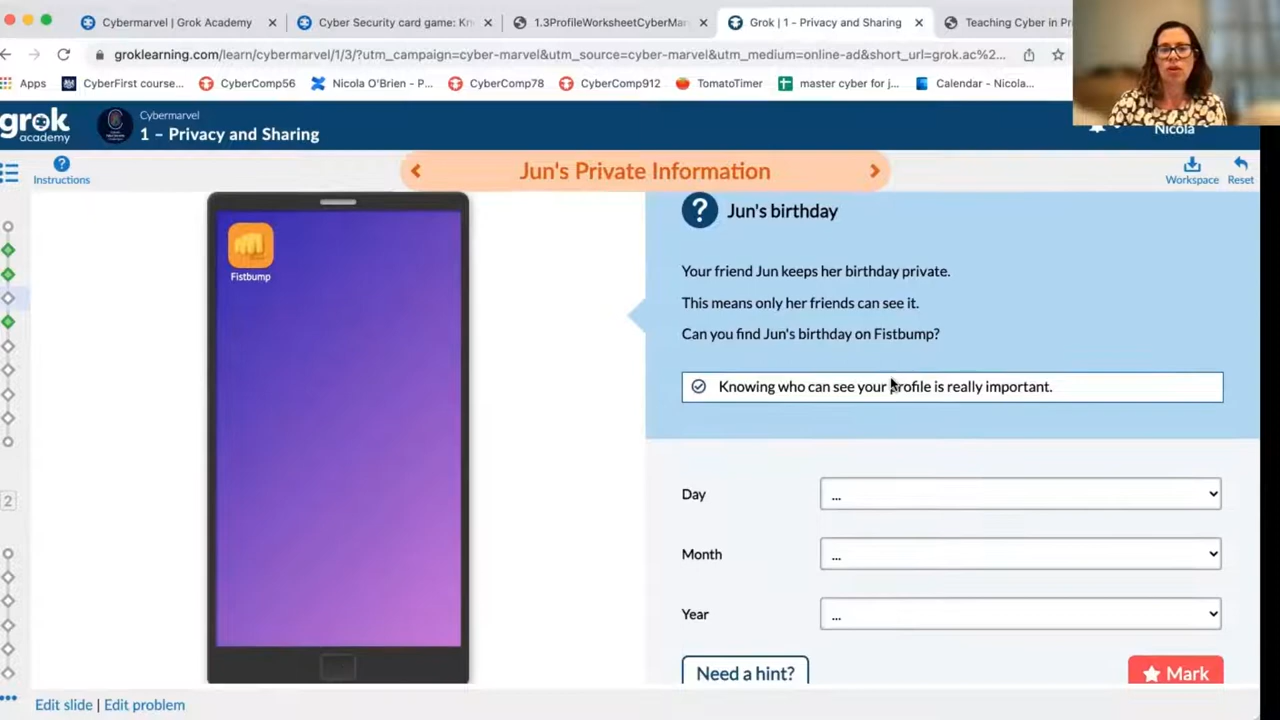 Cybermarvel | Grok Academy
Cyber Security card game: Kn
1.3ProfileWorksheetCyberMar
Grok | 1 - Privacy and Sharing
Teaching Cyber in Pr
groklearning.com/learn/cybermarvel/1/3/?utm_campaign=cyber-marvel&utm_source=cyber-marvel&utm_medium=online-ad&short_url=grok.ac%2...
Apps
CyberFirst course...
CyberComp56
Nicola O'Brien - P...
CyberComp78
CyberComp912
TomatoTimer
master cyber for j...
Calendar - Nicola...
grok
academy
Cybermarvel
1 – Privacy and Sharing
Nicola
Instructions
Jun's Private Information
Workspace
Reset
Fistbump
Jun's birthday
Your friend Jun keeps her birthday private.
This means only her friends can see it.
Can you find Jun's birthday on Fistbump?
Knowing who can see your profile is really important.
Day
...
Month
...
Year
...
2
Need a hint?
Mark
Edit slide | Edit problem